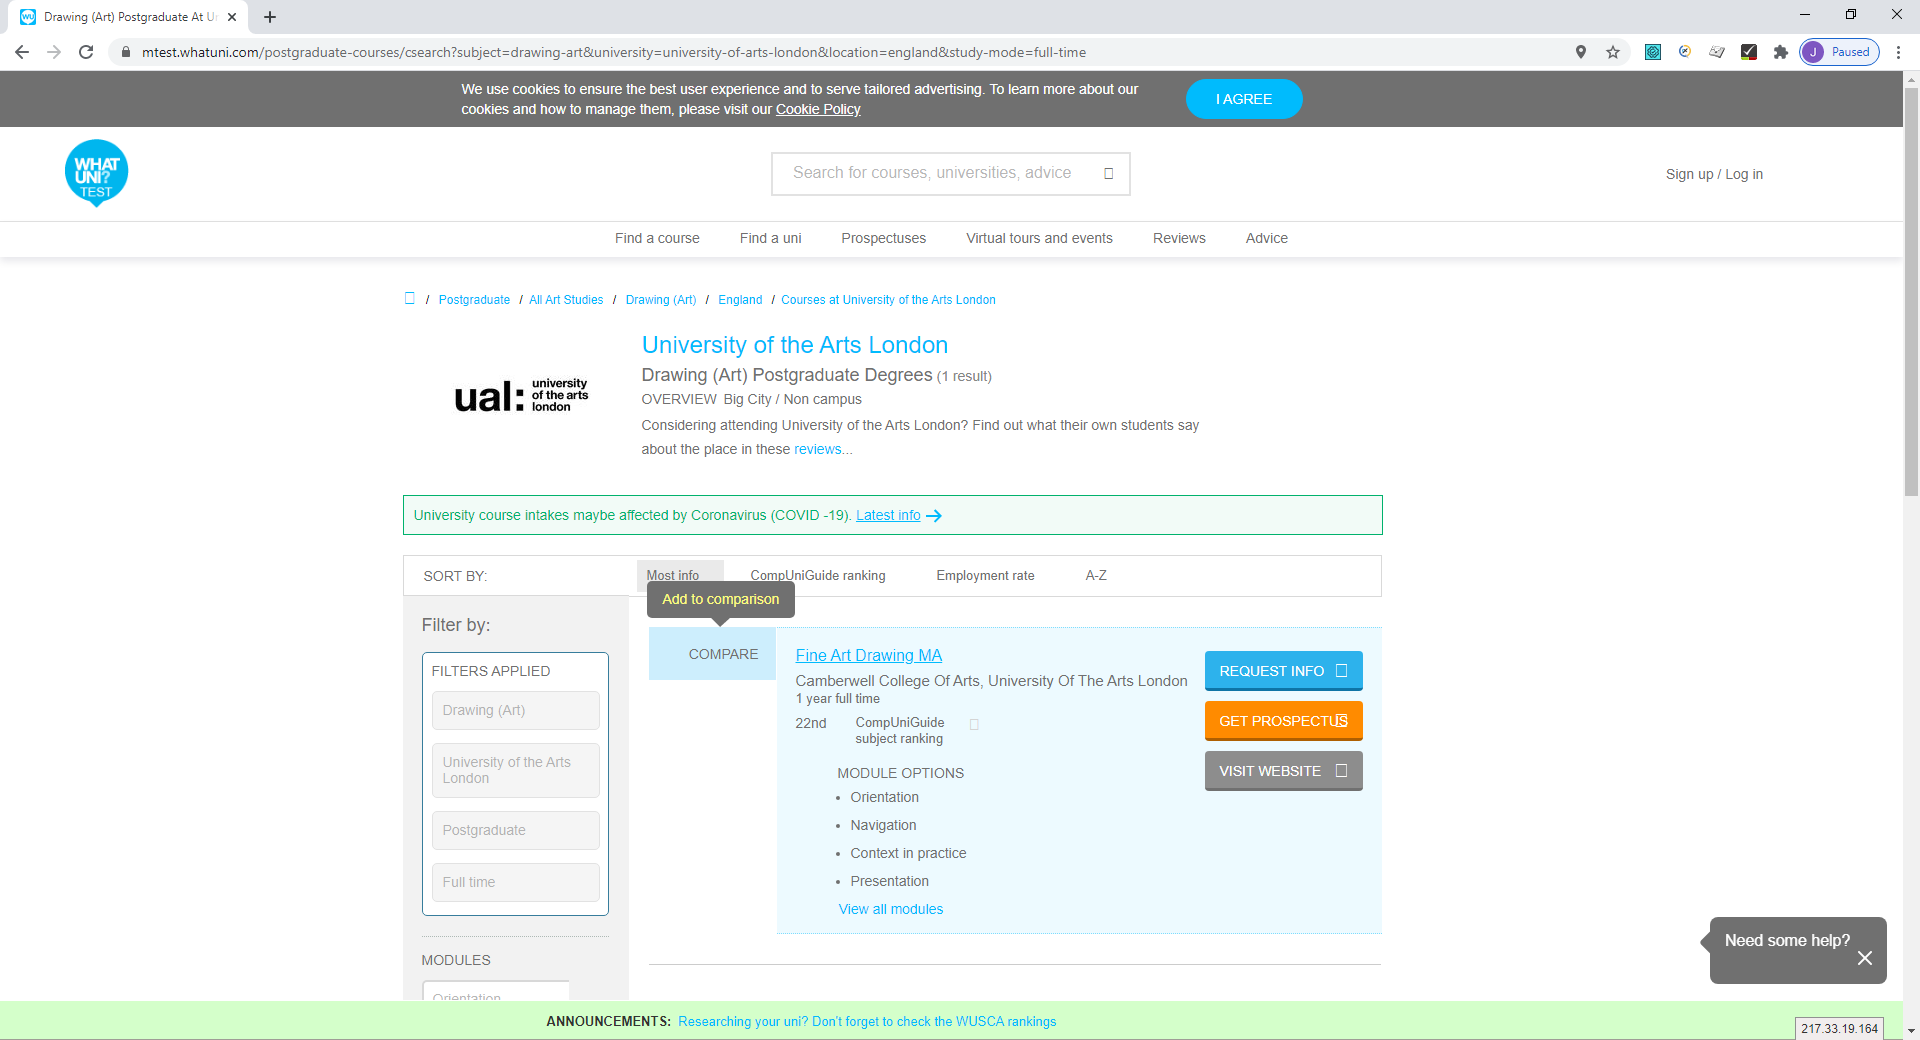 Drawing (Art) Postgraduate At U
mtest.whatuni.com/postgraduate-courses/csearch?subject=drawing-art&university=university-of-arts-london&location=england&study-mode=full-time
J Paused
We use cookies to ensure the best user experience and to serve tailored advertising. To learn more about our
cookies and how to manage them, please visit our Cookie Policy
I AGREE
WHAT
UNI?
TEST
Search for courses, universities, advice
Sign up / Log in
Find a course Find a uni Prospectuses Virtual tours and events Reviews Advice
/ Postgraduate / All Art Studies / Drawing (Art) / England / Courses at University of the Arts London
ual: university
of the arts
london
University of the Arts London
Drawing (Art) Postgraduate Degrees (1 result)
OVERVIEW Big City / Non campus
Considering attending University of the Arts London? Find out what their own students say
about the place in these reviews...
University course intakes maybe affected by Coronavirus (COVID -19). Latest info
SORT BY: Most info CompUniGuide ranking Employment rate A-Z
Add to comparison
Filter by:
FILTERS APPLIED
Drawing (Art)
University of the Arts
London
Postgraduate
Full time
MODULES
Orientation
COMPARE
Fine Art Drawing MA
Camberwell College Of Arts, University Of The Arts London
1 year full time
22nd CompUniGuide
subject ranking
MODULE OPTIONS
• Orientation
• Navigation
• Context in practice
• Presentation
View all modules
REQUEST INFO
GET PROSPECTUS
VISIT WEBSITE
Need some help?
ANNOUNCEMENTS: Researching your uni? Don't forget to check the WUSCA rankings
217.33.19.164